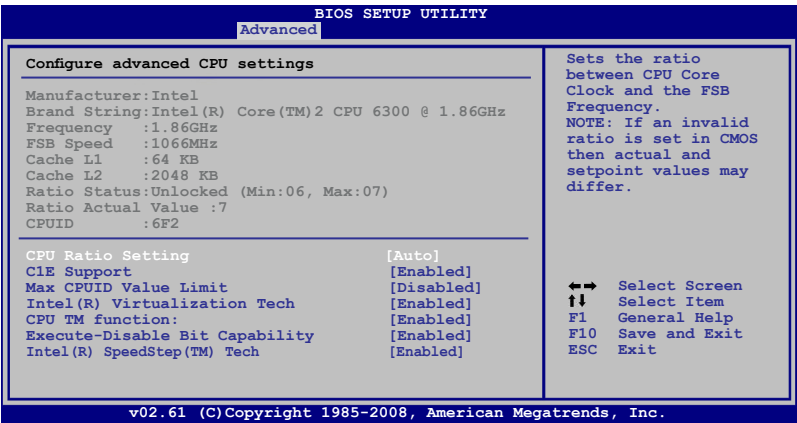 BIOS SETUP UTILITY
Advanced
Configure advanced CPU settings
Manufacturer:Intel
Brand String:Intel(R) Core(TM)2 CPU 6300 @ 1.86GHz
Frequency :1.86GHz
FSB Speed :1066MHz
Cache L1 :64 KB
Cache L2 :2048 KB
Ratio Status:Unlocked (Min:06, Max:07)
Ratio Actual Value :7
CPUID :6F2
CPU Ratio Setting [Auto]
C1E Support [Enabled]
Max CPUID Value Limit [Disabled]
Intel(R) Virtualization Tech [Enabled]
CPU TM function: [Enabled]
Execute-Disable Bit Capability [Enabled]
Intel(R) SpeedStep(TM) Tech [Enabled]
Sets the ratio
between CPU Core
Clock and the FSB
Frequency.
NOTE: If an invalid
ratio is set in CMOS
then actual and
setpoint values may
differ.
←→ Select Screen
↑↓ Select Item
F1 General Help
F10 Save and Exit
ESC Exit
v02.61 (C)Copyright 1985-2008, American Megatrends, Inc.